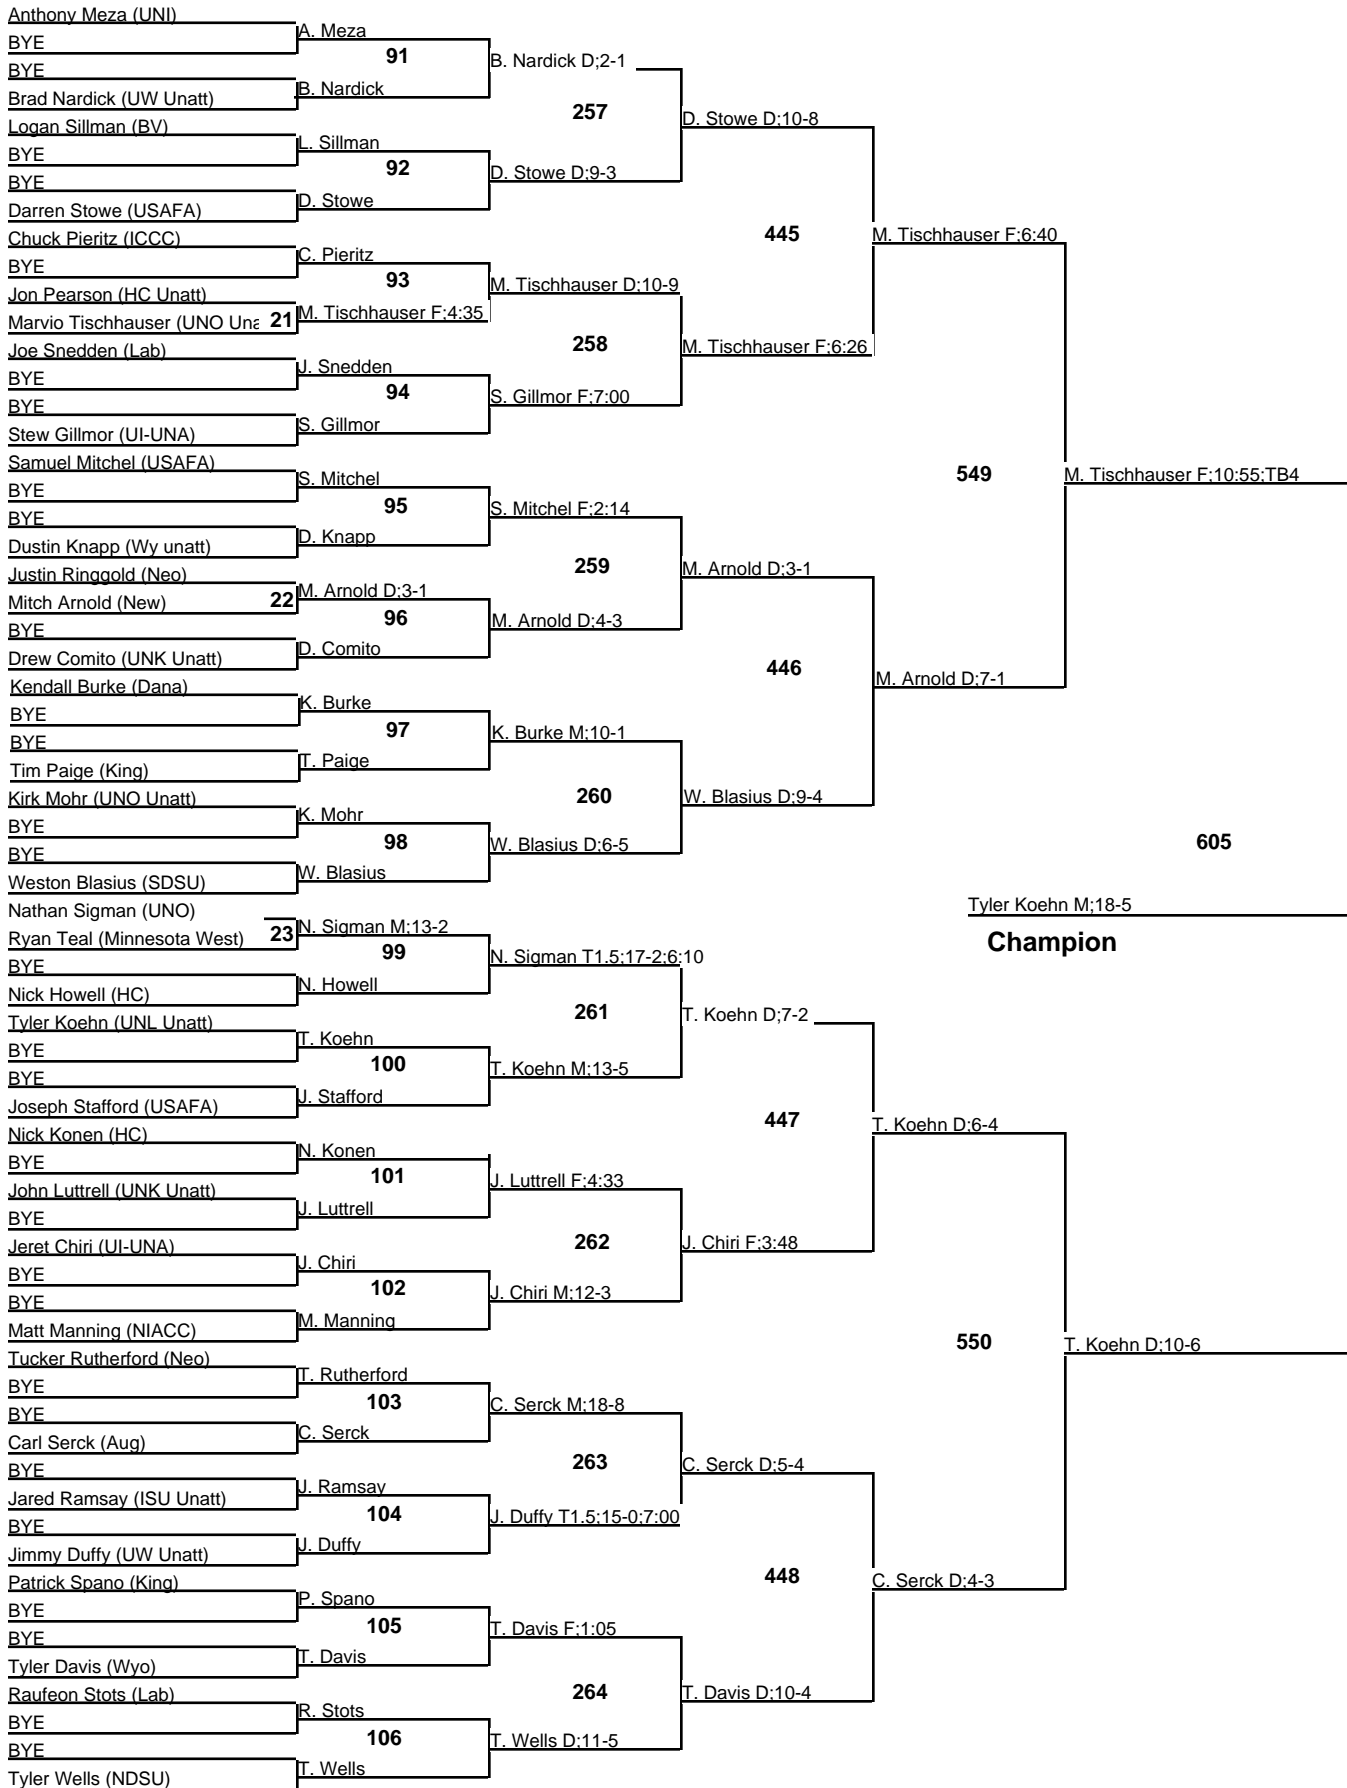 Anthony Meza (UNI)
BYE
BYE
Brad Nardick (UW Unatt)
Logan Sillman (BV)
BYE
BYE
Darren Stowe (USAFA)
Chuck Pieritz (ICCC)
BYE
Jon Pearson (HC Unatt)
Marvio Tischhauser (UNO Una 21
Joe Snedden (Lab)
BYE
BYE
Stew Gillmor (UI-UNA)
Samuel Mitchel (USAFA)
BYE
BYE
Dustin Knapp (Wy unatt)
Justin Ringgold (Neo)
Mitch Arnold (New) 22
BYE
Drew Comito (UNK Unatt)
Kendall Burke (Dana)
BYE
BYE
Tim Paige (King)
Kirk Mohr (UNO Unatt)
BYE
BYE
Weston Blasius (SDSU)
Nathan Sigman (UNO)
Ryan Teal (Minnesota West) 23
BYE
Nick Howell (HC)
Tyler Koehn (UNL Unatt)
BYE
BYE
Joseph Stafford (USAFA)
Nick Konen (HC)
BYE
John Luttrell (UNK Unatt)
BYE
Jeret Chiri (UI-UNA)
BYE
BYE
Matt Manning (NIACC)
Tucker Rutherford (Neo)
BYE
BYE
Carl Serck (Aug)
BYE
Jared Ramsay (ISU Unatt)
BYE
Jimmy Duffy (UW Unatt)
Patrick Spano (King)
BYE
BYE
Tyler Davis (Wyo)
Raufeon Stots (Lab)
BYE
BYE
Tyler Wells (NDSU)
A. Meza
91
B. Nardick
L. Sillman
92
D. Stowe
C. Pieritz
93
M. Tischhauser F;4:35
J. Snedden
94
S. Gillmor
S. Mitchel
95
D. Knapp
M. Arnold D;3-1
96
D. Comito
K. Burke
97
T. Paige
K. Mohr
98
W. Blasius
N. Sigman M;13-2
99
N. Howell
T. Koehn
100
J. Stafford
N. Konen
101
J. Luttrell
J. Chiri
102
M. Manning
T. Rutherford
103
C. Serck
J. Ramsay
104
J. Duffy
P. Spano
105
T. Davis
R. Stots
106
T. Wells
B. Nardick D;2-1
257
D. Stowe D;9-3
M. Tischhauser D;10-9
258
S. Gillmor F;7:00
S. Mitchel F;2:14
259
M. Arnold D;4-3
K. Burke M;10-1
260
W. Blasius D;6-5
N. Sigman T1.5;17-2;6:10
261
T. Koehn M;13-5
J. Luttrell F;4:33
262
J. Chiri M;12-3
C. Serck M;18-8
263
J. Duffy T1.5;15-0;7:00
T. Davis F;1:05
264
T. Wells D;11-5
D. Stowe D;10-8
445
M. Tischhauser F;6:26
M. Arnold D;3-1
446
W. Blasius D;9-4
T. Koehn D;7-2
447
J. Chiri F;3:48
C. Serck D;5-4
448
T. Davis D;10-4
M. Tischhauser F;6:40
549
M. Arnold D;7-1
T. Koehn D;6-4
550
C. Serck D;4-3
M. Tischhauser F;10:55;TB4
605
T. Koehn D;10-6
Tyler Koehn M;18-5
Champion